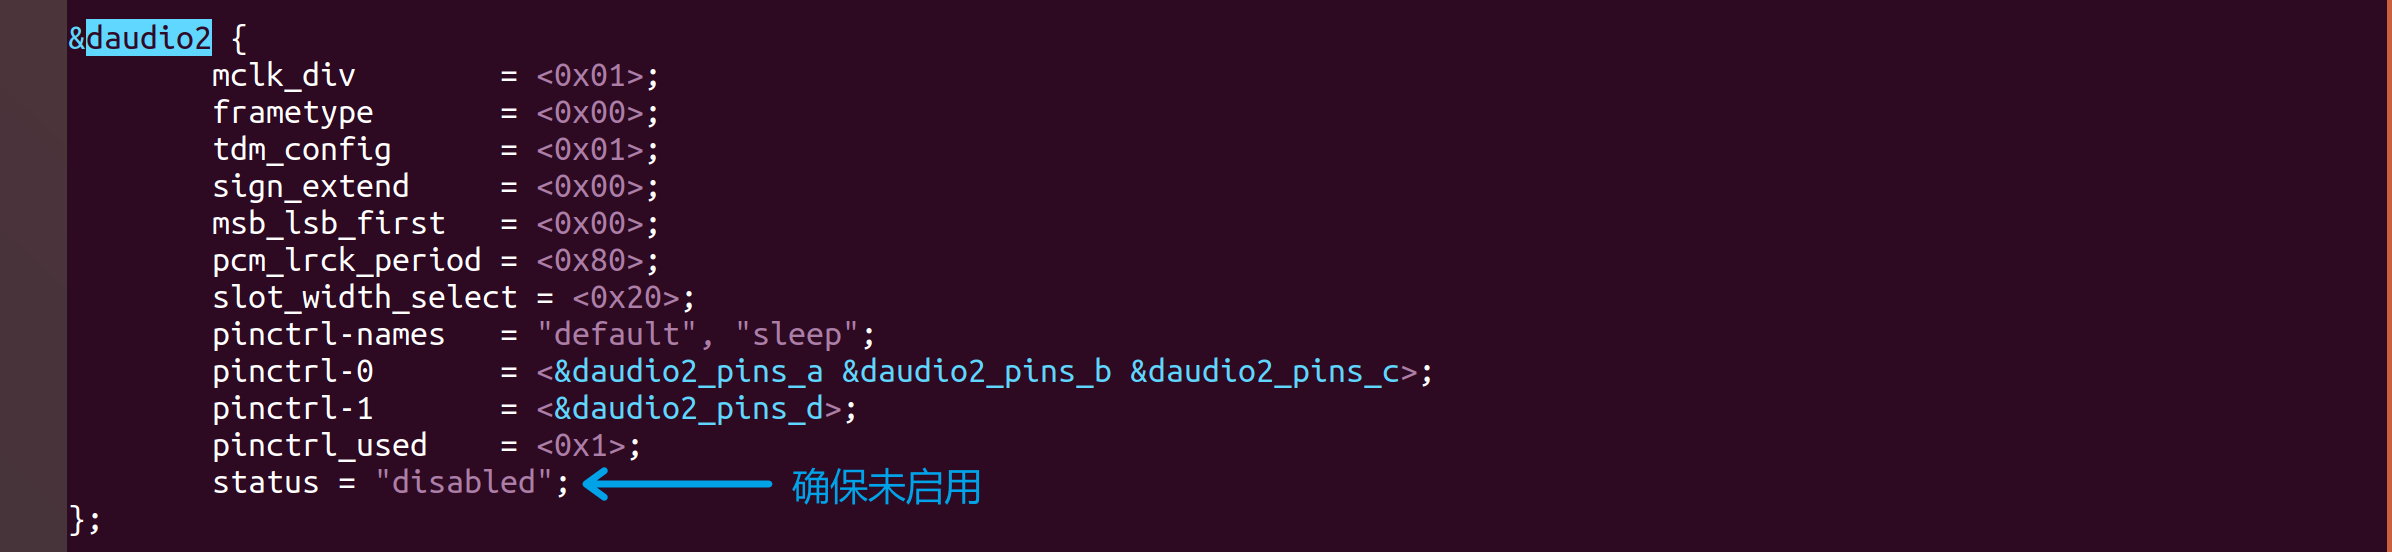 &daudio2 {
        mclk_div        = <0x01>;
        frametype       = <0x00>;
        tdm_config      = <0x01>;
        sign_extend     = <0x00>;
        msb_lsb_first   = <0x00>;
        pcm_lrck_period = <0x80>;
        slot_width_select = <0x20>;
        pinctrl-names   = "default", "sleep";
        pinctrl-0       = <&daudio2_pins_a &daudio2_pins_b &daudio2_pins_c>;
        pinctrl-1       = <&daudio2_pins_d>;
        pinctrl_used    = <0x1>;
        status = "disabled"; 确保未启用
};